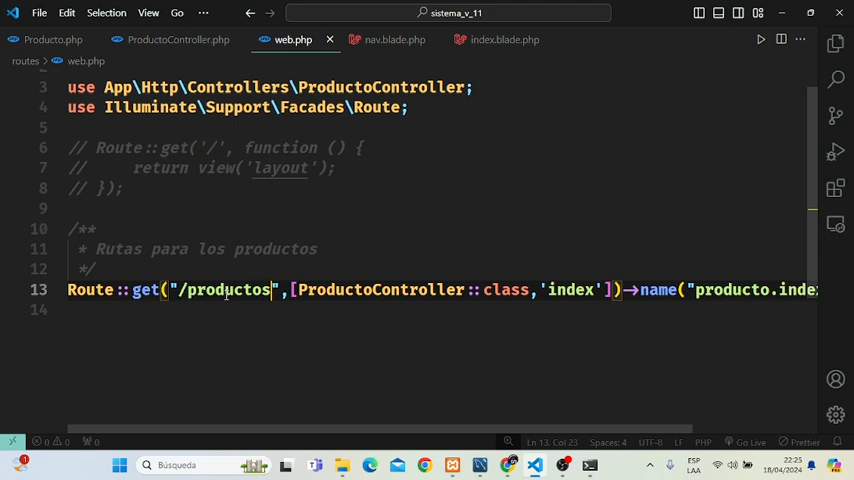 File Edit Selection View Go ··· sistema_v_11
Producto.php ProductoController.php web.php nav.blade.php index.blade.php
routes > web.php
3 use App\Http\Controllers\ProductoController;
4 use Illuminate\Support\Facades\Route;
5
6 // Route::get('/', function () {
7 //     return view('layout');
8 // });
9
10 /**
11  * Rutas para los productos
12  */
13 Route::get("/productos",[ProductoController::class,'index'])->name("producto.index
14
0 0 0 Ln 13, Col 23 Spaces: 4 UTF-8 LF PHP Go Live Prettier
Búsqueda ESP 22:25
LAA 18/04/2024